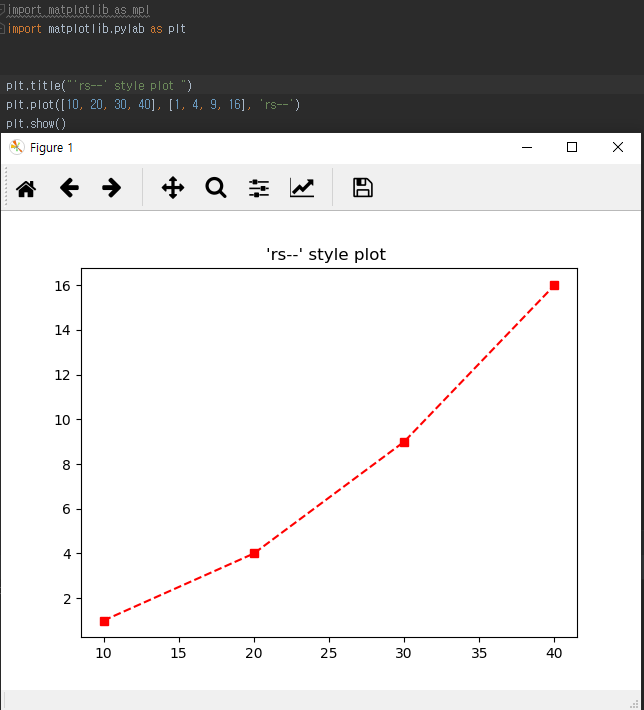 import matplotlib as mpl
import matplotlib.pylab as plt
plt.title("'rs--' style plot ")
plt.plot([10, 20, 30, 40], [1, 4, 9, 16], 'rs--')
plt.show()
Figure 1
'rs--' style plot
16
14
12
10
8
6
4
2
10 15 20 25 30 35 40